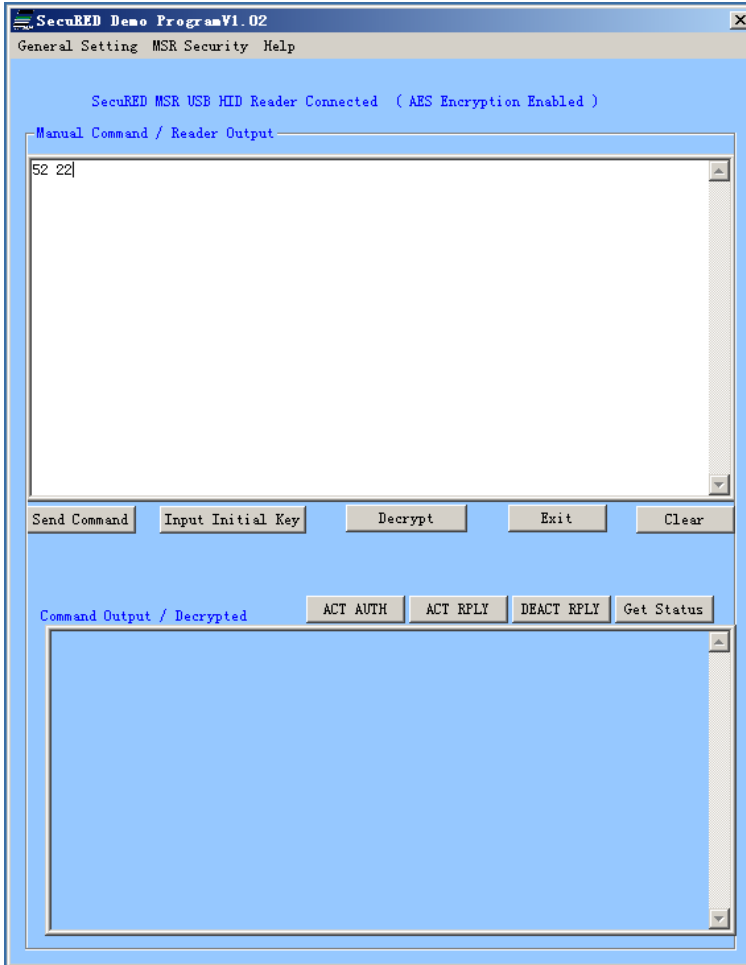 SecuRED Demo ProgramV1.02
General Setting MSR Security Help
SecuRED MSR USB HID Reader Connected ( AES Encryption Enabled )
Manual Command / Reader Output
52 22
Send Command Input Initial Key Decrypt Exit Clear
ACT AUTH ACT RPLY DEACT RPLY Get Status
Command Output / Decrypted